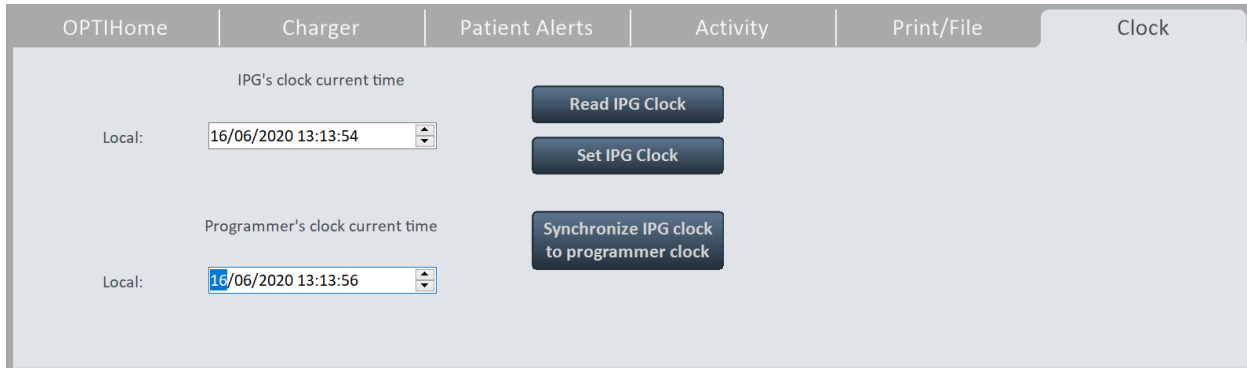 OPTIHome Charger Patient Alerts Activity Print/File Clock
IPG's clock current time
Read IPG Clock
Local: 16/06/2020 13:13:54
Set IPG Clock
Programmer's clock current time
Synchronize IPG clock
to programmer clock
Local: 16/06/2020 13:13:56